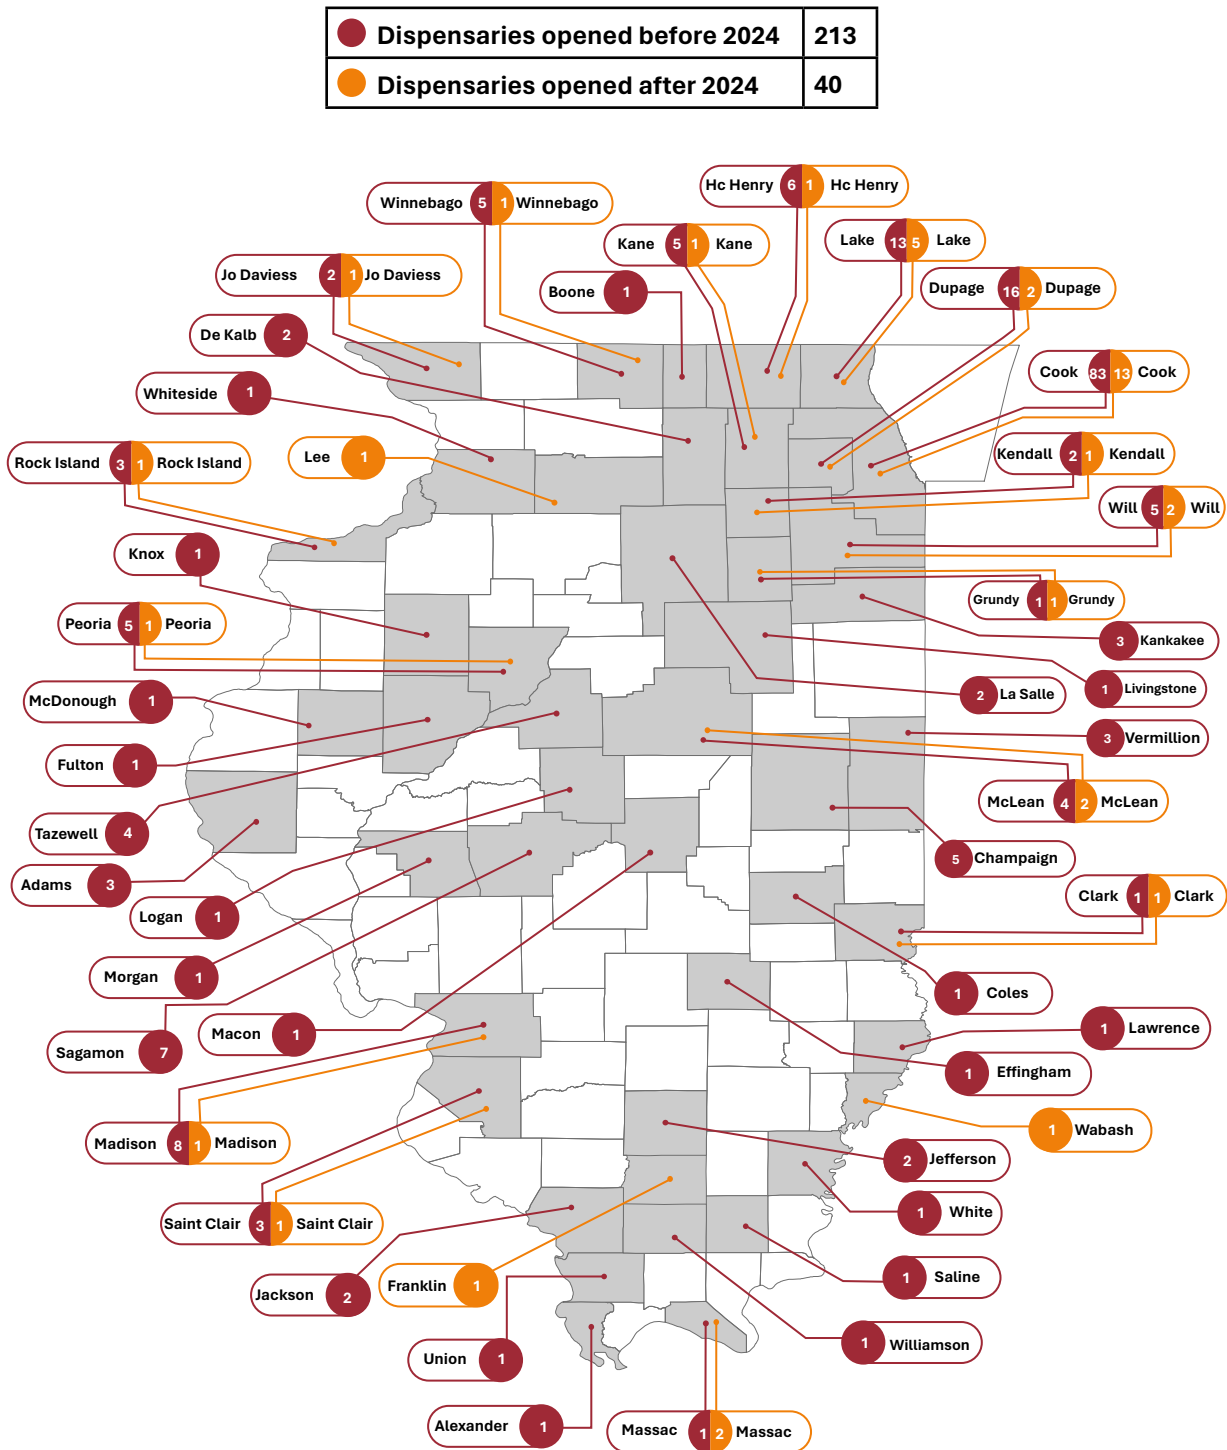 Dispensaries opened before 2024 213
Dispensaries opened after 2024 40
Hc Henry 6 1 Hc Henry
Winnebago 5 1 Winnebago
Kane 5 1 Kane
Lake 13 5 Lake
Jo Daviess 2 1 Jo Daviess
Boone 1
Dupage 16 2 Dupage
De Kalb 2
Cook 83 13 Cook
Whiteside 1
Rock Island 3 1 Rock Island
Lee 1
Kendall 2 1 Kendall
Will 5 2 Will
Knox 1
Grundy 1 1 Grundy
Peoria 5 1 Peoria
3 Kankakee
McDonough 1
2 La Salle
1 Livingstone
3 Vermillion
Fulton 1
McLean 4 2 McLean
Tazewell 4
5 Champaign
Adams 3
Clark 1 1 Clark
Logan 1
Morgan 1
1 Coles
Macon 1
1 Lawrence
Sagamon 7
1 Effingham
Madison 8 1 Madison
1 Wabash
2 Jefferson
Saint Clair 3 1 Saint Clair
1 White
Jackson 2
Franklin 1
1 Saline
Union 1
1 Williamson
Alexander 1
Massac 1 2 Massac